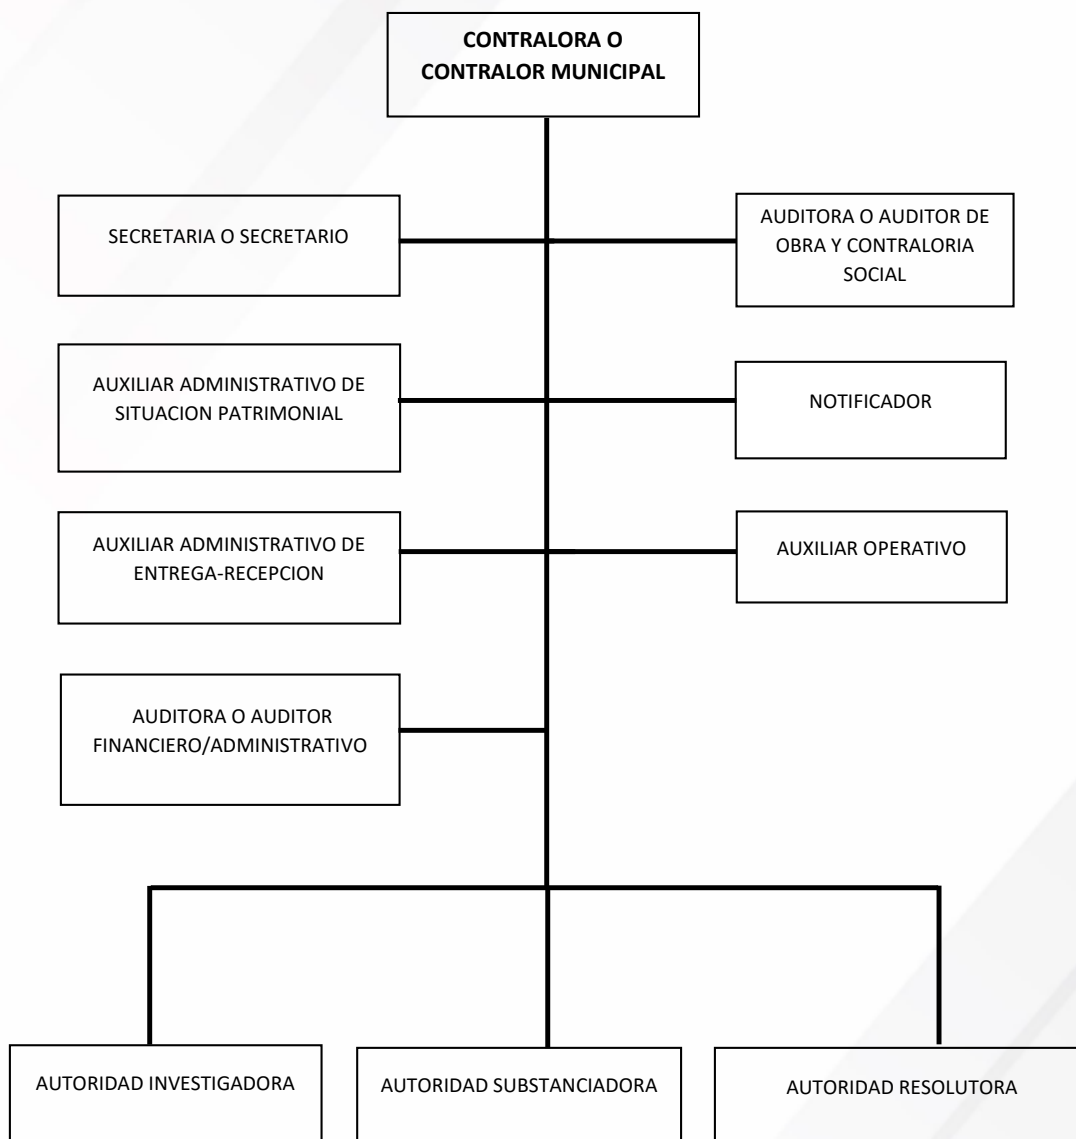 CONTRALORA O
CONTRALOR MUNICIPAL
SECRETARIA O SECRETARIO
AUDITORA O AUDITOR DE
OBRA Y CONTRALORIA
SOCIAL
AUXILIAR ADMINISTRATIVO DE
SITUACION PATRIMONIAL
NOTIFICADOR
AUXILIAR ADMINISTRATIVO DE
ENTREGA-RECEPCION
AUXILIAR OPERATIVO
AUDITORA O AUDITOR
FINANCIERO/ADMINISTRATIVO
AUTORIDAD INVESTIGADORA
AUTORIDAD SUBSTANCIADORA
AUTORIDAD RESOLUTORA